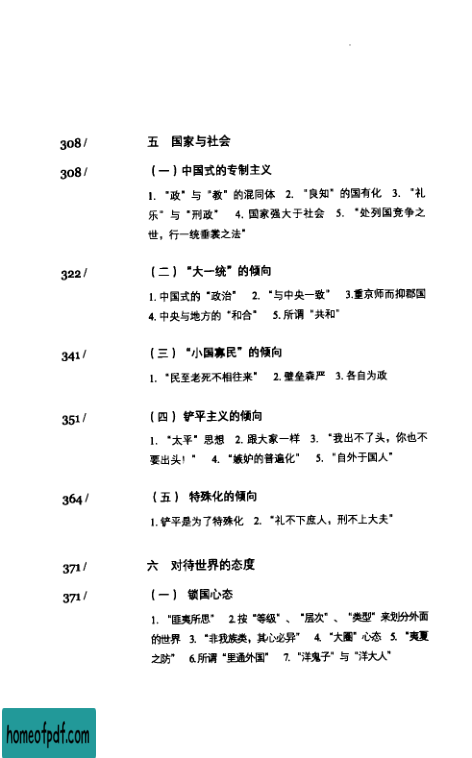 308/ 五 国家与社会
308/ （一）中国式的专制主义
1. “政”与“教”的混同体 2. “良知”的国有化 3. “礼
乐”与“刑政” 4. 国家强大于社会 5. “处列国竞争之
世，行一统垂裳之法”
322/ （二）“大一统”的倾向
1. 中国式的“政治” 2. “与中央一致” 3.重京师而抑郡国
4. 中央与地方的“和合” 5. 所谓“共和”
341/ （三）“小国寡民”的倾向
1. “民至老死不相往来” 2. 壁垒森严 3. 各自为政
351/ （四）铲平主义的倾向
1. “太平”思想 2. 跟大家一样 3. “我出不了头，你也不
要出头！” 4. “嫉妒的普遍化” 5. “自外于国人”
364/ （五）特殊化的倾向
1. 铲平是为了特殊化 2. “礼不下庶人，刑不上大夫”
371/ 六 对待世界的态度
371/ （一）锁国心态
1. “匪夷所思” 2. 按“等级”、“层次”、“类型”来划分外面
的世界 3. “非我族类，其心必异” 4. “大圈”心态 5. “夷夏
之防” 6.所谓“里通外国” 7. “洋鬼子”与“洋大人”
homeofpdf.com